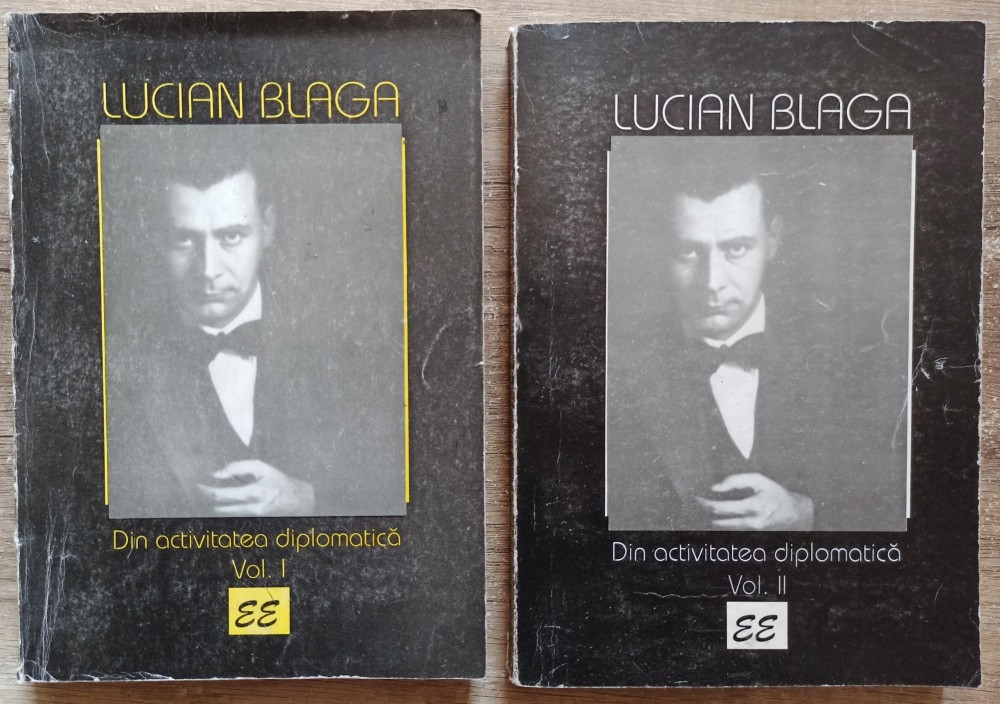 LUCIAN BLAGA
Din activitatea diplomatică
Vol. I
EE
LUCIAN BLAGA
Din activitatea diplomatică
Vol. II
EE